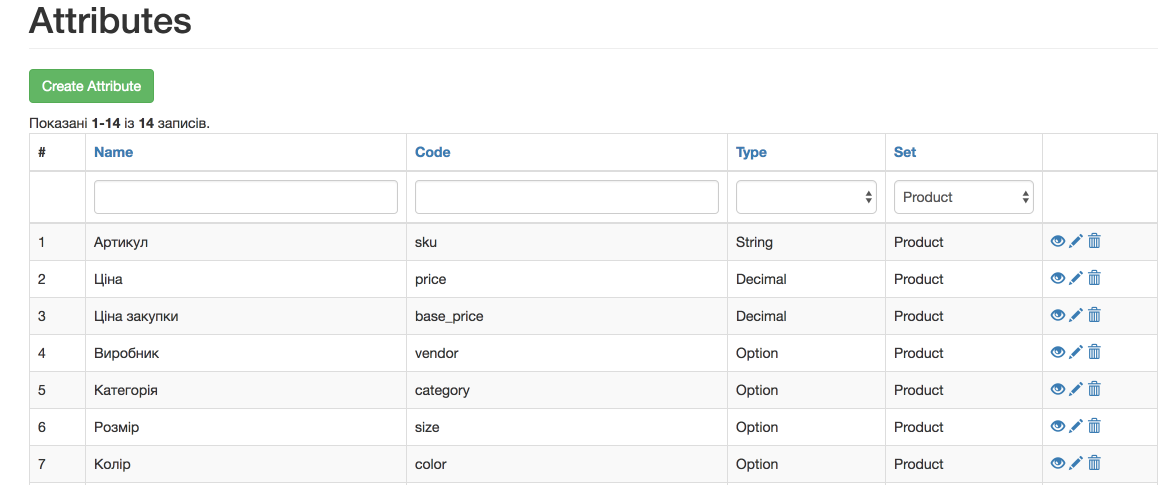 Attributes
Create Attribute
Показані 1-14 із 14 записів.
# Name Code Type Set
Product
1 Артикул sku String Product
2 Ціна price Decimal Product
3 Ціна закупки base_price Decimal Product
4 Виробник vendor Option Product
5 Категорія category Option Product
6 Розмір size Option Product
7 Колір color Option Product